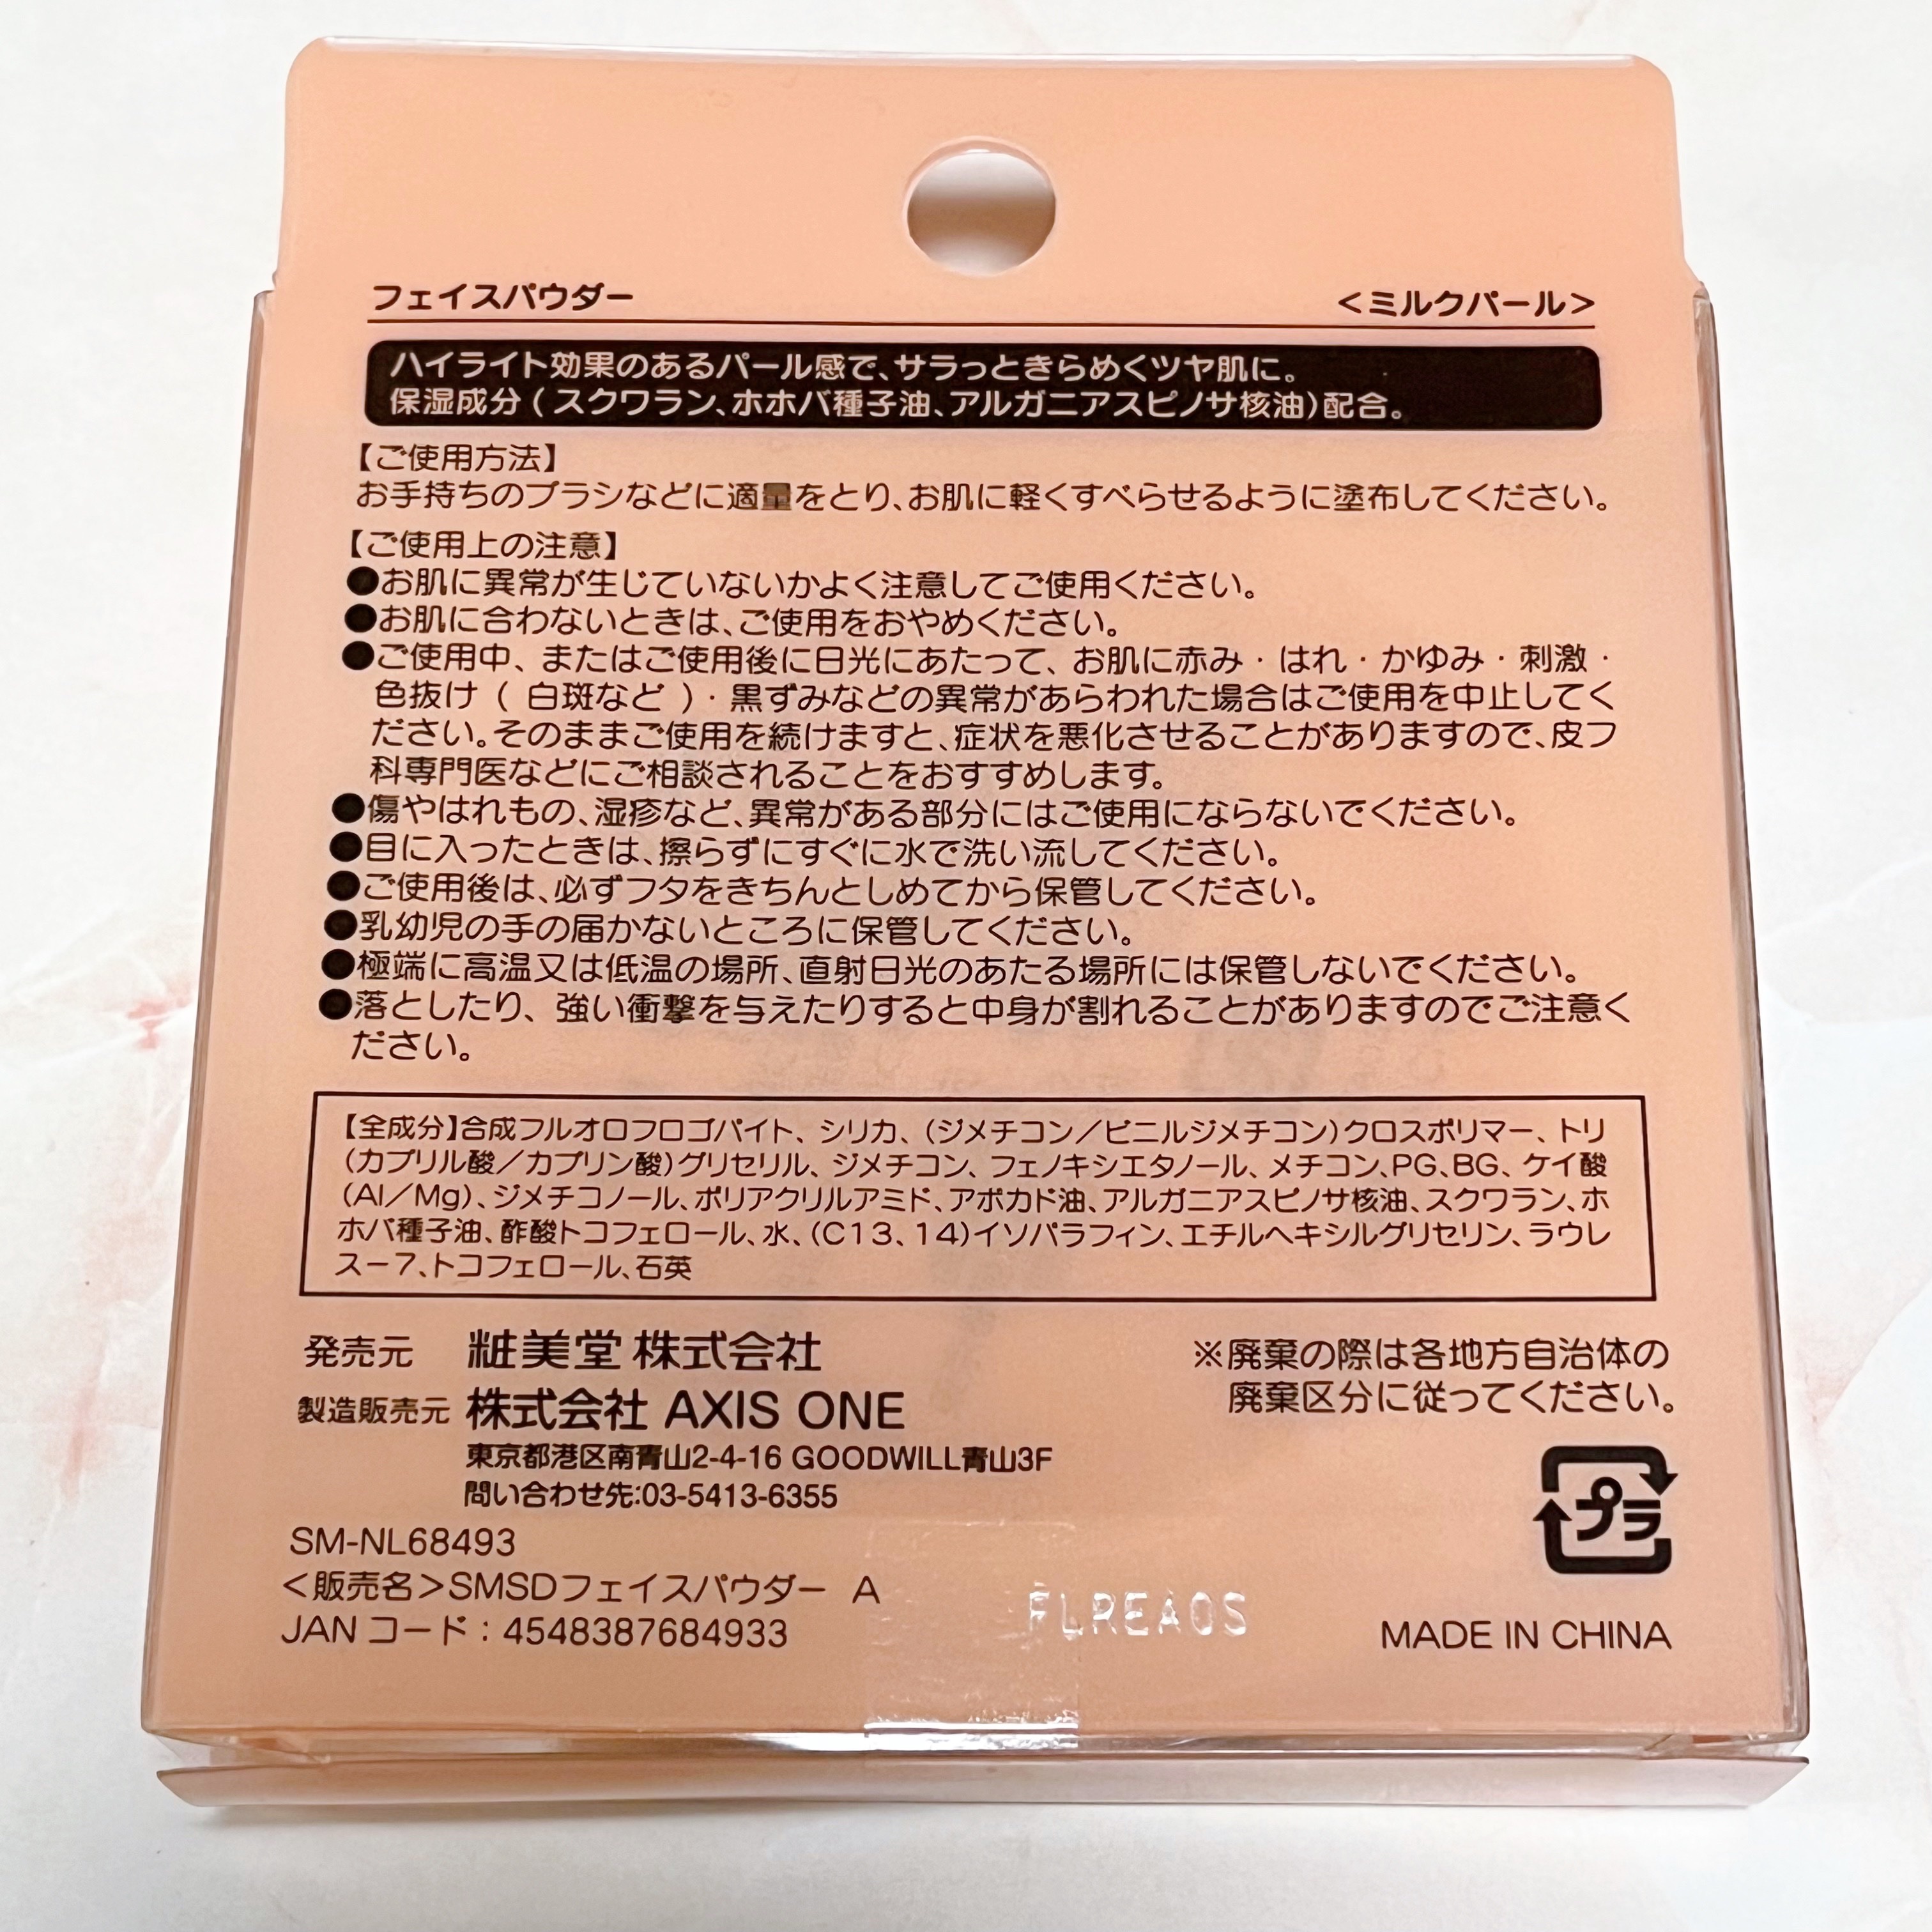 フェイスパウダー <ミルクパール>
ハイライト効果のあるパール感で、サラっときらめくツヤ肌に。
保湿成分(スクワラン、ホホバ種子油、アルガニアスピノサ核油)配合。
【ご使用方法】
お手持ちのブラシなどに適量をとり、お肌に軽くすべらせるように塗布してください。
【ご使用上の注意】
●お肌に異常が生じていないかよく注意してご使用ください。
●お肌に合わないときは、ご使用をおやめください。
●ご使用中、またはご使用後に日光にあたって、お肌に赤み・はれ・かゆみ・刺激・
色抜け(白斑など)・黒ずみなどの異常があらわれた場合はご使用を中止してく
ださい。そのままご使用を続けますと、症状を悪化させることがありますので、皮フ
科専門医などにご相談されることをおすすめします。
●傷やはれもの、湿疹など、異常がある部分にはご使用にならないでください。
●目に入ったときは、擦らずにすぐに水で洗い流してください。
●ご使用後は、必ずフタをきちんとしめてから保管してください。
●乳幼児の手の届かないところに保管してください。
●極端に高温又は低温の場所、直射日光のあたる場所には保管しないでください。
●落としたり、強い衝撃を与えたりすると中身が割れることがありますのでご注意く
ださい。
【全成分】合成フルオロフロゴパイト、シリカ、(ジメチコン/ビニルジメチコン)クロスポリマー、トリ
(カプリル酸/カプリン酸)グリセリル、ジメチコン、フェノキシエタノール、メチコン、PG、BG、ケイ酸
(Al/Mg)、ジメチコノール、ポリアクリルアミド、アボカド油、アルガニアスピノサ核油、スクワラン、ホ
ホバ種子油、酢酸トコフェロール、水、(C13、14)イソパラフィン、エチルヘキシルグリセリン、ラウレ
スー7、トコフェロール、石英
発売元 粧美堂 株式会社
製造販売元 株式会社 AXIS ONE
東京都港区南青山2-4-16 GOODWILL青山3F
問い合わせ先:03-5413-6355
※廃棄の際は各地方自治体の
廃棄区分に従ってください。
プラ
SM-NL68493
<販売名>SMSDフェイスパウダー A
JANコード：4548387684933
FLREA0S
MADE IN CHINA